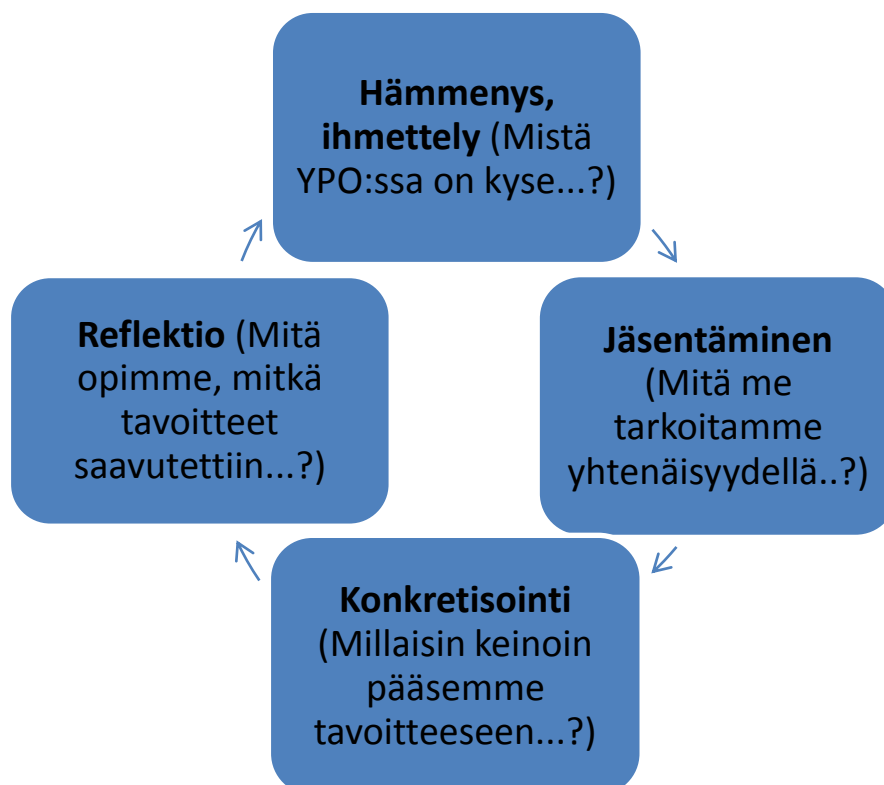 Hämmenys,
ihmettely (Mistä
YPO:ssa on kyse...?)
Jäsentäminen
(Mitä me
tarkoitamme
yhtenäisyydellä..?)
Konkretisointi
(Millaisin keinoin
pääsemme
tavoitteeseen...?)
Reflektio (Mitä
opimme, mitkä
tavoitteet
saavutettiin...?)